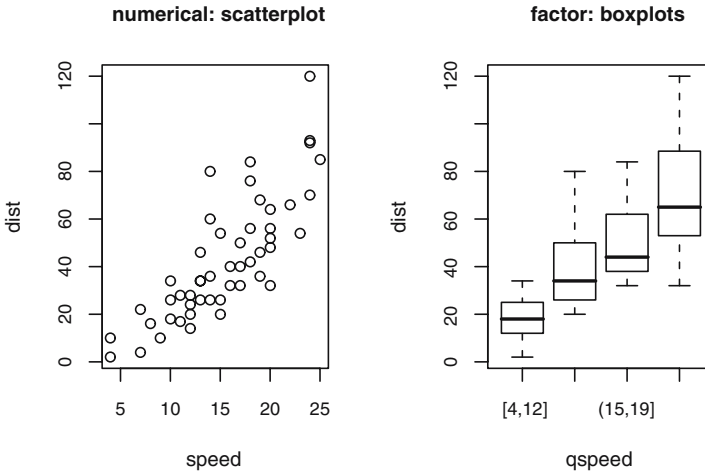 numerical: scatterplot
dist
0 20 40 60 80 120
5 10 15 20 25
speed
factor: boxplots
dist
0 20 40 60 80 120
[4,12] (15,19]
qspeed